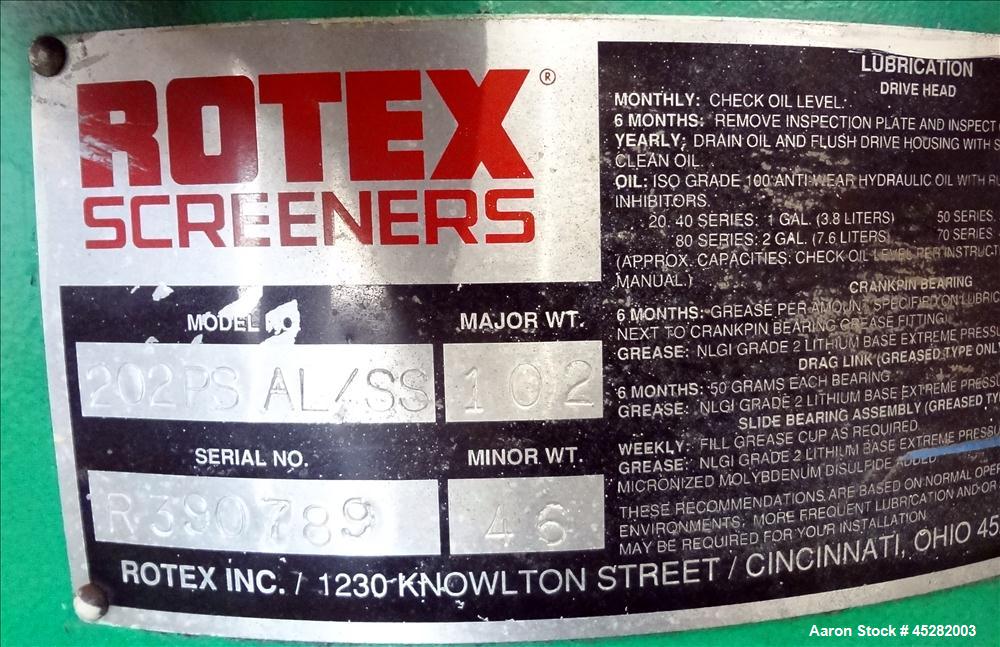 ROTEX ®
SCREENERS
MODEL NO.
MAJOR WT.
202PS AL/SS
102
SERIAL NO.
MINOR WT.
R390789
46
LUBRICATION
DRIVE HEAD
MONTHLY: CHECK OIL LEVEL.
6 MONTHS: REMOVE INSPECTION PLATE AND INSPECT
YEARLY: DRAIN OIL AND FLUSH DRIVE HOUSING WITH
CLEAN OIL.
OIL: ISO GRADE 100 ANTI-WEAR HYDRAULIC OIL WITH
INHIBITORS.
20, 40 SERIES: 1 GAL. (3.8 LITERS) 50 SERIES
80 SERIES: 2 GAL. (7.6 LITERS) 70 SERIES
(APPROX. CAPACITIES: CHECK OIL LEVEL PER
MANUAL.)
CRANKPIN BEARING
6 MONTHS: GREASE PER AMOUNT SPECIFIED ON
NEXT TO CRANKPIN BEARING GREASE FITTING)
GREASE: NLGI GRADE 2 LITHIUM BASE EXTREME
DRAG LINK (GREASED TYPE ONLY
6 MONTHS: 50 GRAMS EACH BEARING
GREASE: NLGI GRADE 2 LITHIUM BASE EXTREME
SLIDE BEARING ASSEMBLY (GREASED
WEEKLY: FILL GREASE CUP AS REQUIRED
GREASE: NLGI GRADE 2 LITHIUM BASE EXTREME
MICRONIZED MOLYBDENUM DISULFIDE ADDED
THESE RECOMMENDATIONS ARE BASED ON NORMAL
ENVIRONMENTS. MORE FREQUENT LUBRICATION AND/OR
MAY BE REQUIRED FOR YOUR INSTALLATION
ROTEX INC. / 1230 KNOWLTON STREET / CINCINNATI, OHIO 45
Aaron Stock # 45282003